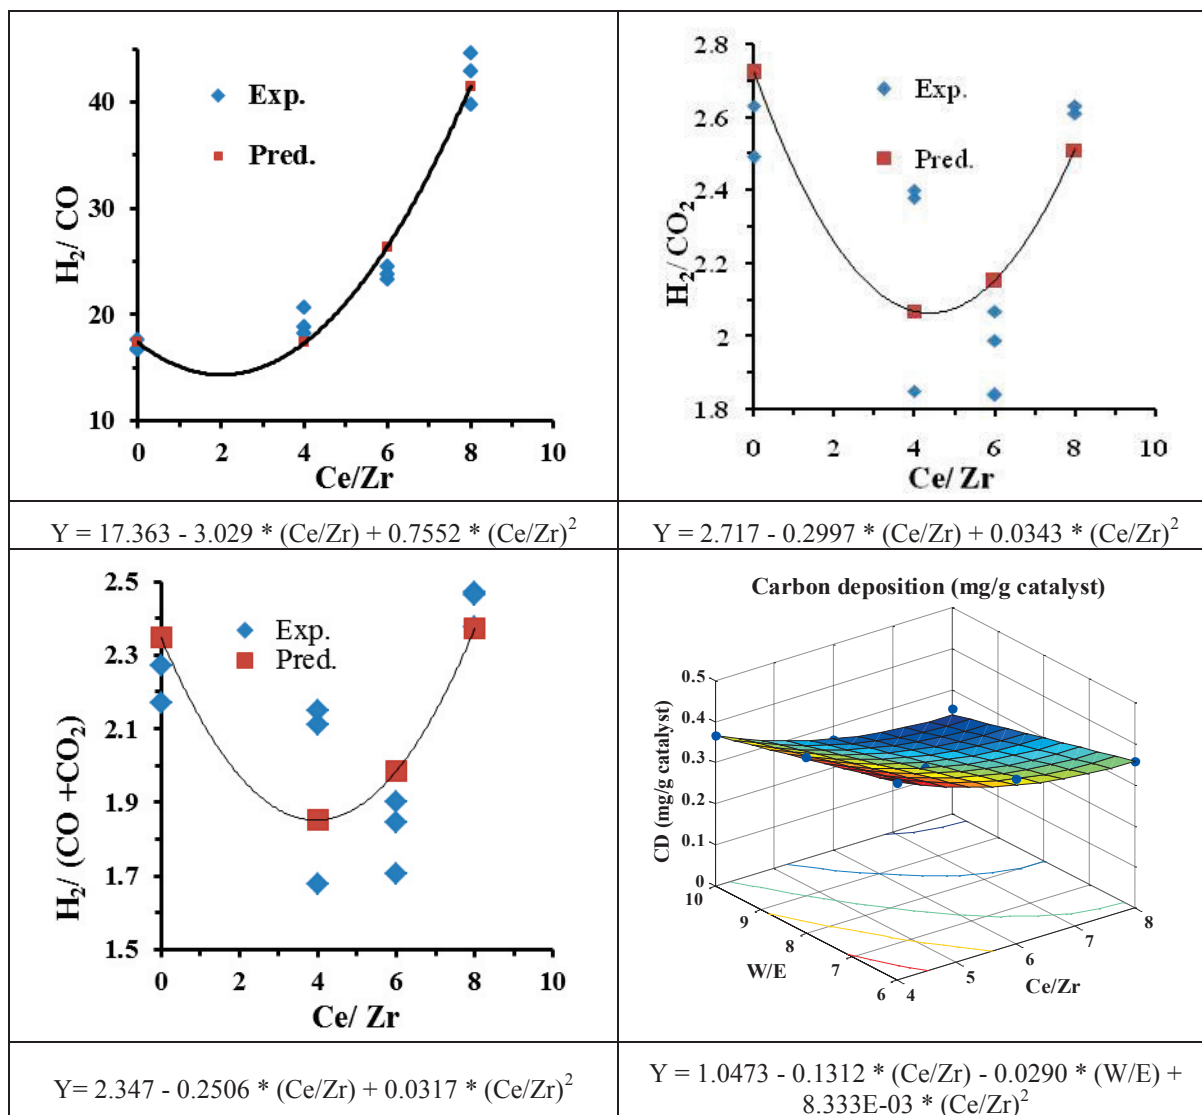 40
30
20
10
H₂/ CO
Exp.
Pred.
0 2 4 6 8 10
Ce/Zr
2.8
2.6
2.4
2.2
2
1.8
H₂/ CO₂
Exp.
Pred.
0 2 4 6 8 10
Ce/ Zr
Y = 17.363 - 3.029 * (Ce/Zr) + 0.7552 * (Ce/Zr)²
Y = 2.717 - 0.2997 * (Ce/Zr) + 0.0343 * (Ce/Zr)²
2.5
2.3
2.1
1.9
1.7
1.5
H₂/ (CO +CO₂)
Exp.
Pred.
0 2 4 6 8 10
Ce/ Zr
Carbon deposition (mg/g catalyst)
0.5
0.4
0.3
0.2
0.1
0
CD (mg/g catalyst)
10
9
8
7
6
W/E
4
5
6
7
8
Ce/Zr
Y= 2.347 - 0.2506 * (Ce/Zr) + 0.0317 * (Ce/Zr)²
Y = 1.0473 - 0.1312 * (Ce/Zr) - 0.0290 * (W/E) +
8.333E-03 * (Ce/Zr)²